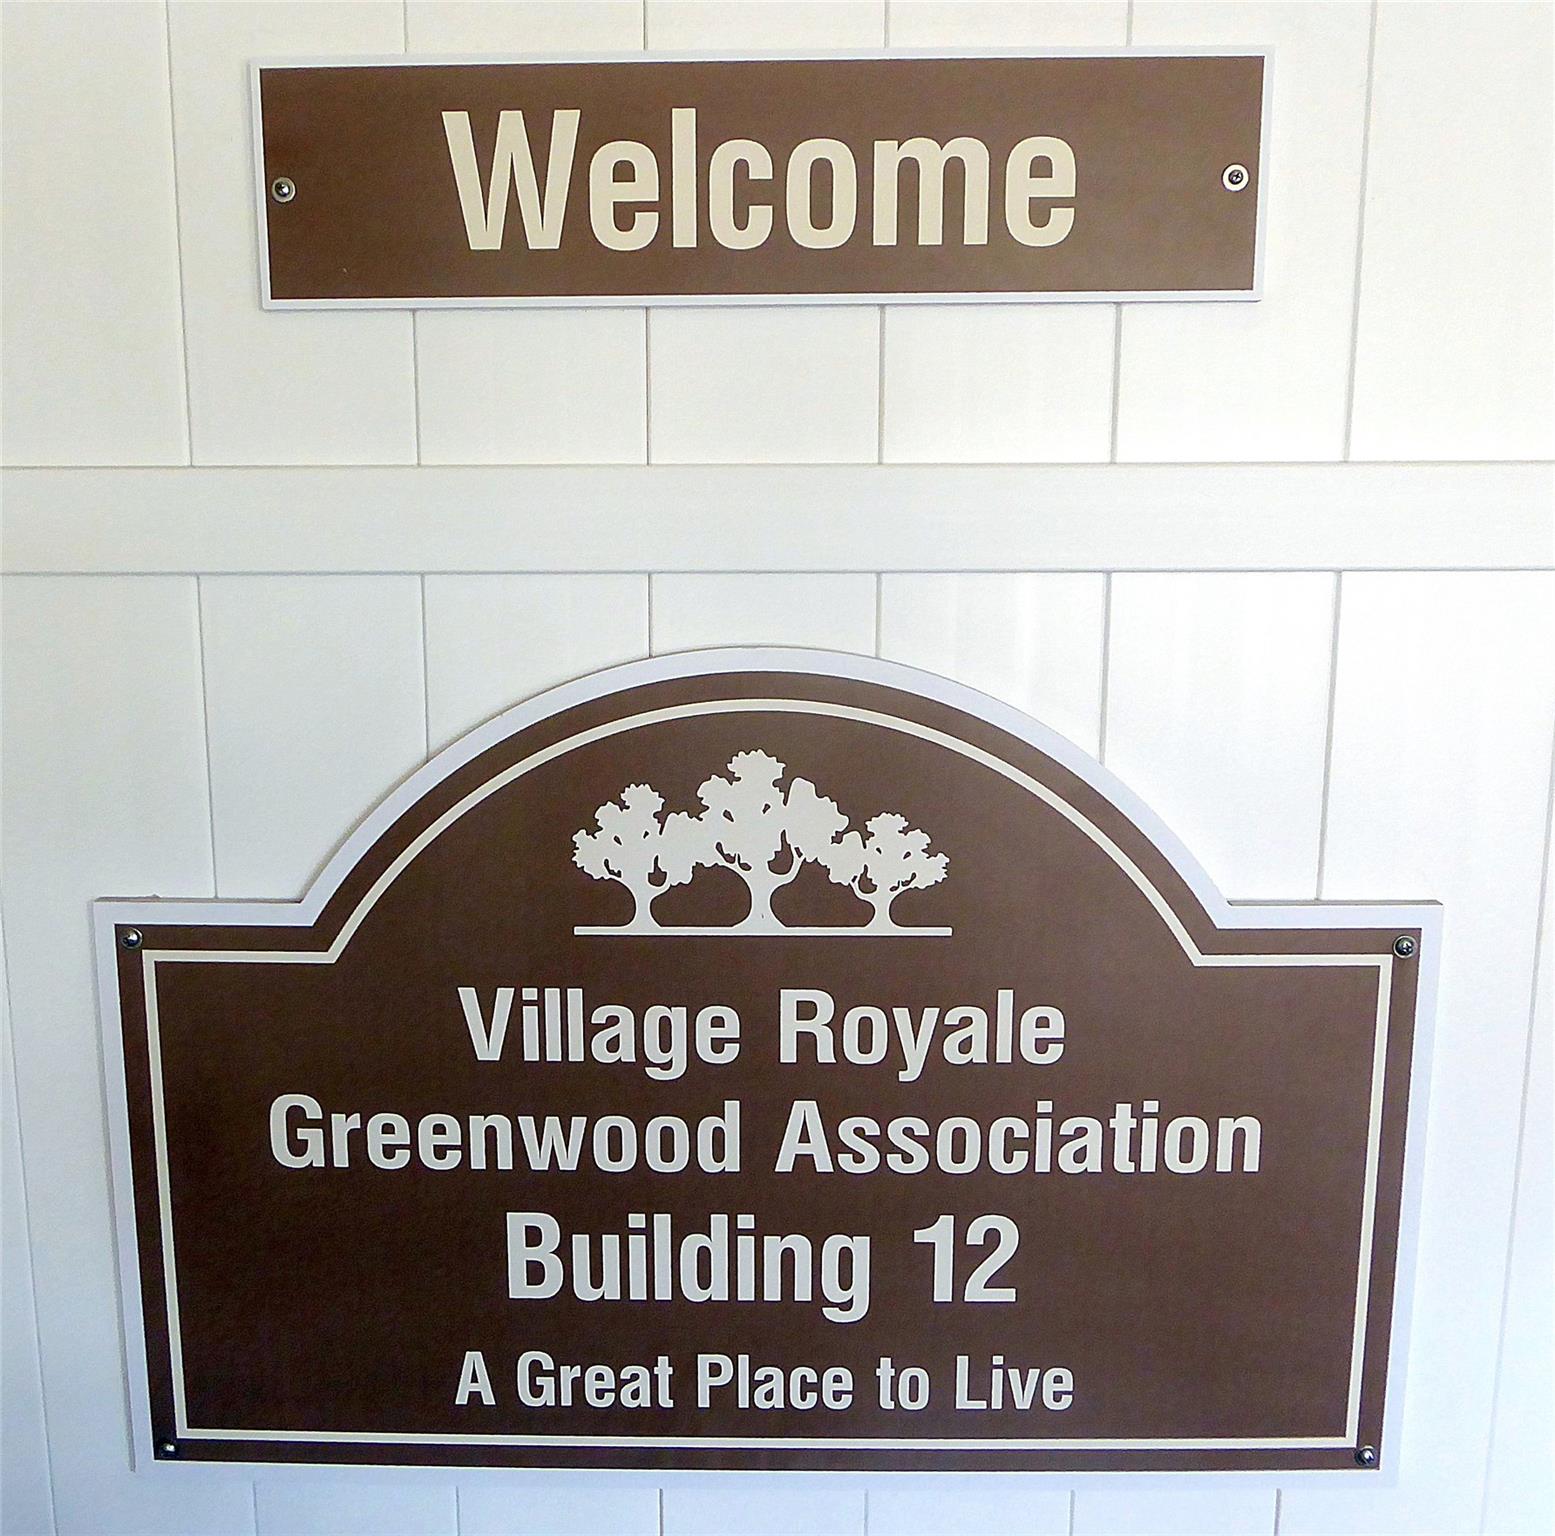 Welcome
Village Royale
Greenwood Association
Building 12
A Great Place to Live